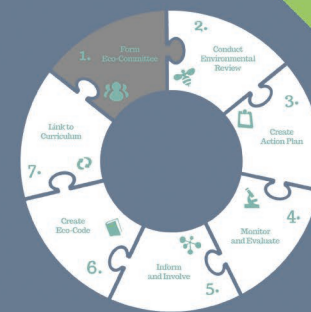 1.
Form
Eco-Committee
2.
Conduct
Environmental
Review
3.
Create
Action Plan
4.
Monitor
and Evaluate
5.
Inform
and Involve
6.
Create
Eco-Code
7.
Link to
Curriculum